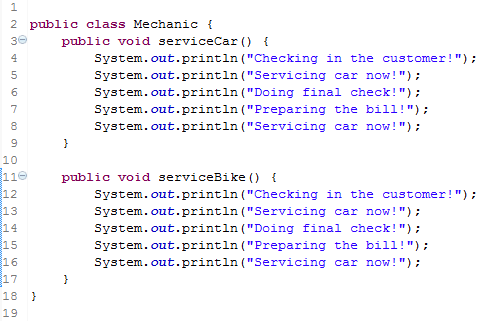 1
2 public class Mechanic {
3 public void serviceCar() {
4 System.out.println("Checking in the customer!");
5 System.out.println("Servicing car now!");
6 System.out.println("Doing final check!");
7 System.out.println("Preparing the bill!");
8 System.out.println("Servicing car now!");
9 }
10
11 public void serviceBike() {
12 System.out.println("Checking in the customer!");
13 System.out.println("Servicing car now!");
14 System.out.println("Doing final check!");
15 System.out.println("Preparing the bill!");
16 System.out.println("Servicing car now!");
17 }
18 }
19